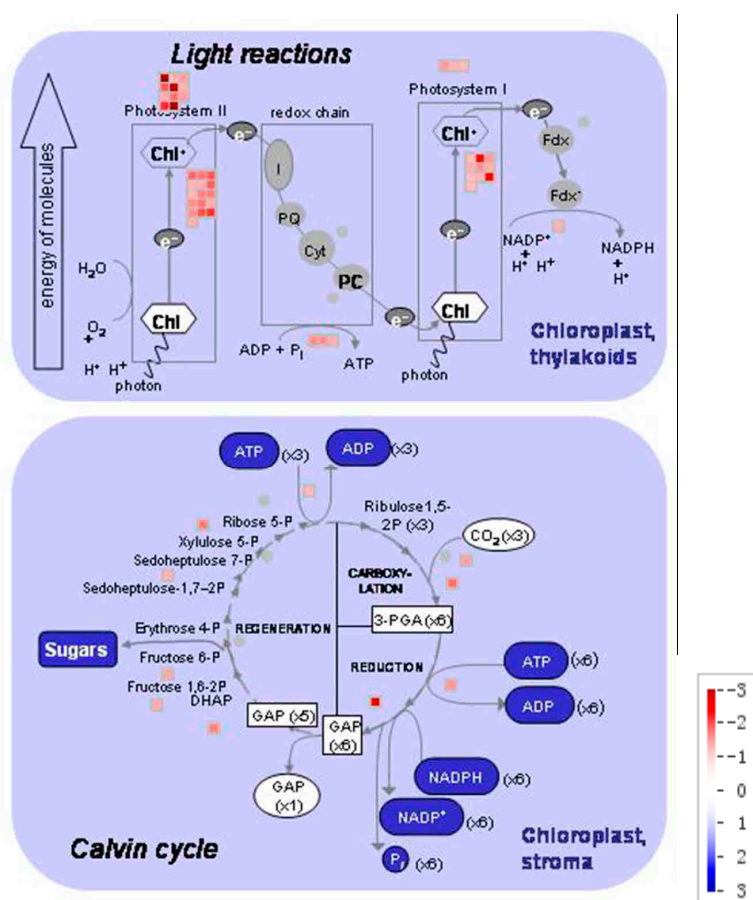 Light reactions
Photosystem II
redox chain
Photosystem I
energy of molecules
Chl•
e⁻
e⁻
Chl•
Fdx
I
Fdx⁻
PQ
e⁻
e⁻
Cyt
NADP⁺
+
H⁺ H⁺
NADPH
+
H⁺
H₂O
PC
Chl
e⁻
Chl
O₂
+
H⁺ H⁺
photon
ADP + Pᵢ
ATP
photon
Chloroplast,
thylakoids
ATP
(x3)
ADP
(x3)
Ribulose 1,5-
2P (x3)
Ribose 5-P
CO₂(x3)
Xylulose 5-P
Sedoheptulose 7-P
CARBOXY-
LATION
Sedoheptulose-1,7–2P
3-PGA (x6)
Erythrose 4-P
REGENERATION
Sugars
Fructose 6-P
REDUCTION
ATP
(x6)
Fructose 1,6-2P
DHAP
ADP
(x6)
GAP (x5)
GAP
(x6)
NADPH
(x6)
GAP
(x1)
NADP⁺
(x6)
Calvin cycle
Pᵢ
(x6)
Chloroplast,
stroma
-3
-2
-1
0
1
2
3